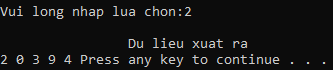 Vui long nhap lua chon:2
Du lieu xuat ra
2 0 3 9 4 Press any key to continue . . .